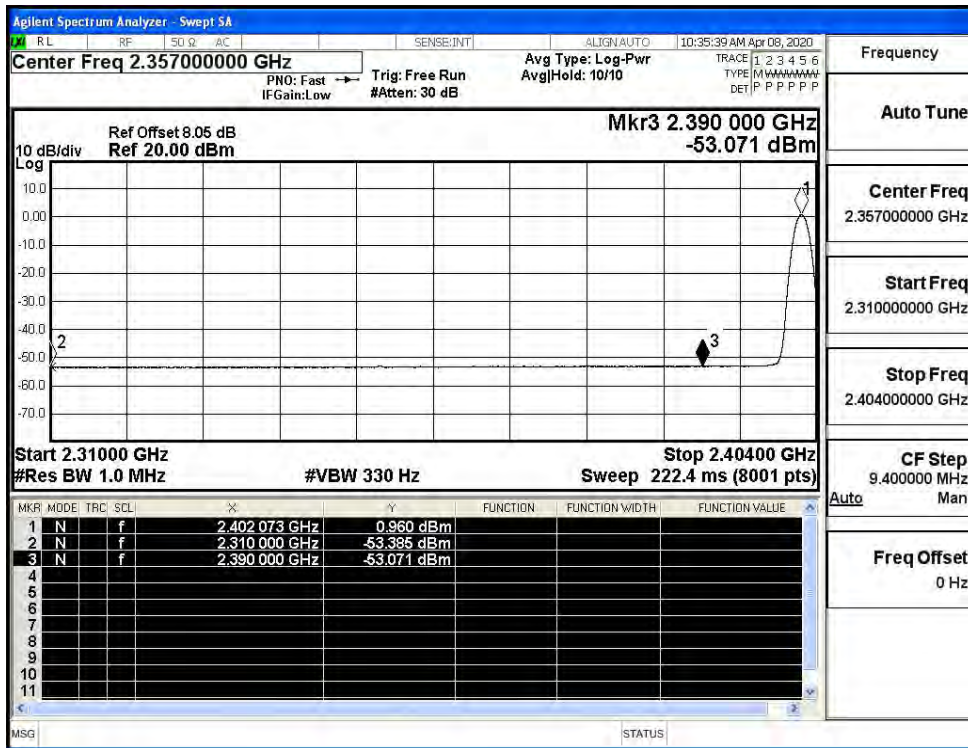 Agilent Spectrum Analyzer - Swept SA
LXI RL RF 50 Ω AC SENSE:INT ALIGN AUTO 10:35:39 AM Apr 08, 2020
Center Freq 2.357000000 GHz
PNO: Fast
IFGain:Low
Trig: Free Run
#Atten: 30 dB
Avg Type: Log-Pwr
Avg|Hold: 10/10
TRACE 1 2 3 4 5 6
TYPE M WWWWW
DET P P P P P P
Ref Offset 8.05 dB
Ref 20.00 dBm
10 dB/div
Log
Mkr3 2.390 000 GHz
-53.071 dBm
10.0
0.00
-10.0
-20.0
-30.0
-40.0
-50.0
-60.0
-70.0
1
2
3
Start 2.31000 GHz
Stop 2.40400 GHz
#Res BW 1.0 MHz
#VBW 330 Hz
Sweep 222.4 ms (8001 pts)
MKR MODE TRC SCL X Y FUNCTION FUNCTION WIDTH FUNCTION VALUE
1 N f 2.402 073 GHz 0.960 dBm
2 N f 2.310 000 GHz -53.385 dBm
3 N f 2.390 000 GHz -53.071 dBm
4
5
6
7
8
9
10
11
MSG
STATUS
Frequency
Auto Tune
Center Freq
2.357000000 GHz
Start Freq
2.310000000 GHz
Stop Freq
2.404000000 GHz
CF Step
9.400000 MHz
Auto Man
Freq Offset
0 Hz